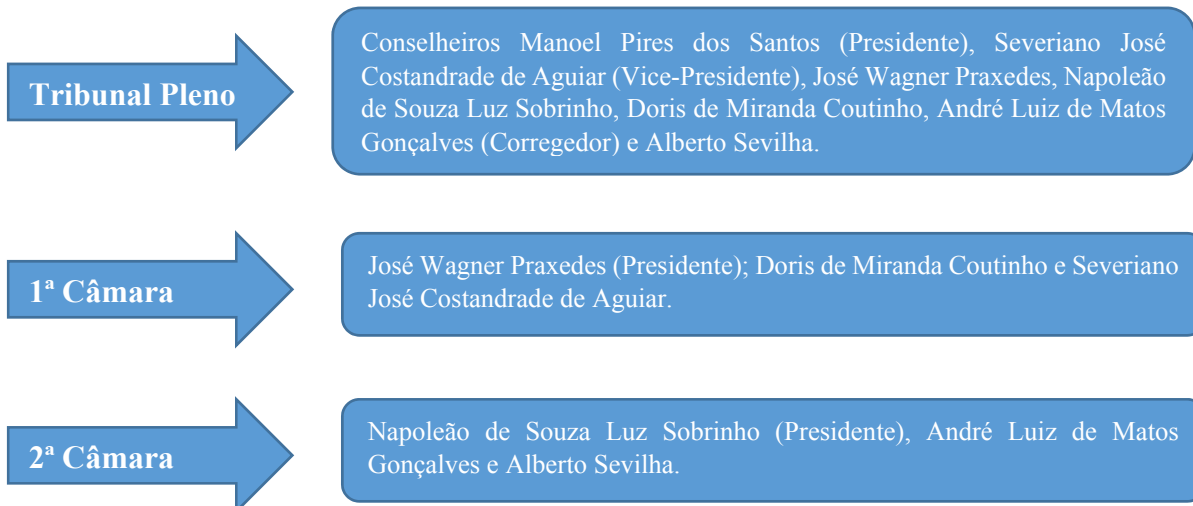 Tribunal Pleno
Conselheiros Manoel Pires dos Santos (Presidente), Severiano José
Costandrade de Aguiar (Vice-Presidente), José Wagner Praxedes, Napoleão
de Souza Luz Sobrinho, Doris de Miranda Coutinho, André Luiz de Matos
Gonçalves (Corregedor) e Alberto Sevilha.
1ª Câmara
José Wagner Praxedes (Presidente); Doris de Miranda Coutinho e Severiano
José Costandrade de Aguiar.
2ª Câmara
Napoleão de Souza Luz Sobrinho (Presidente), André Luiz de Matos
Gonçalves e Alberto Sevilha.